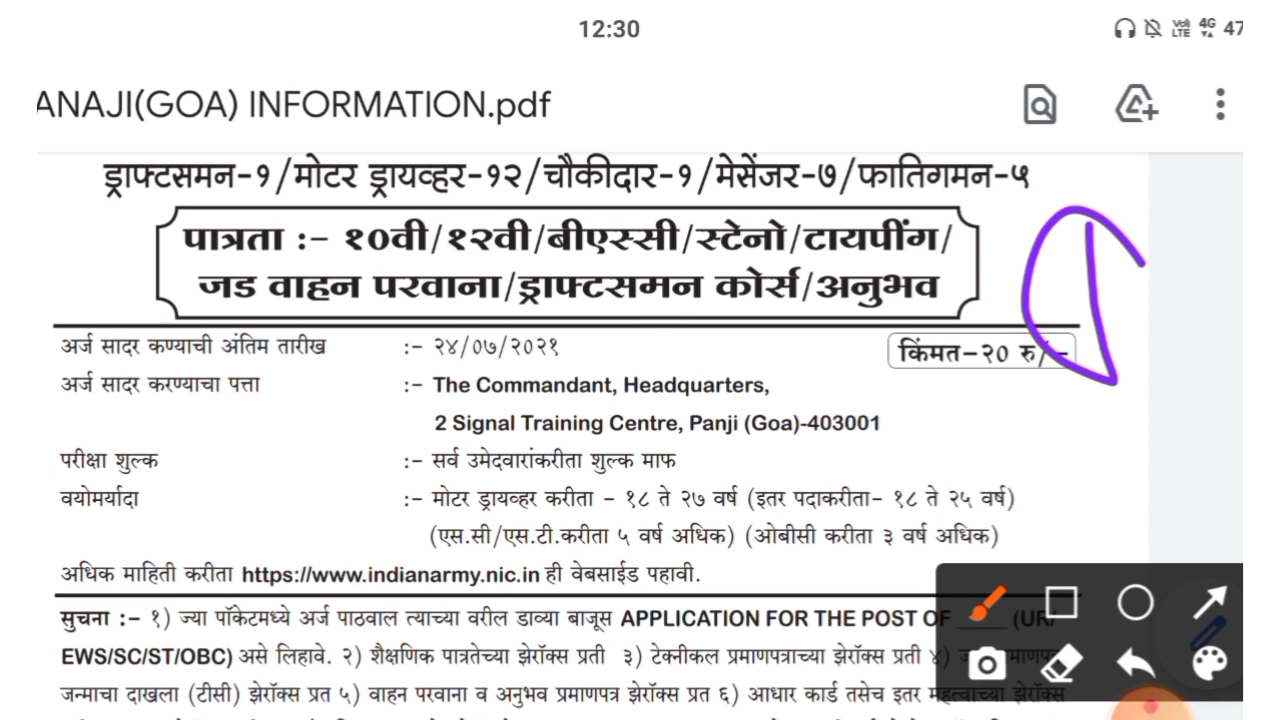 12:30
4G 47
ANAJI(GOA) INFORMATION.pdf
ड्राफ्टसमन-१/मोटर ड्रायव्हर-१२/चौकीदार-१/मेसेंजर-७/फातिगमन-५
पात्रता :- १०वी/१२वी/बीएस्सी/स्टेनो/टायपींग/
जड वाहन परवाना/ड्राफ्टसमन कोर्स/अनुभव
अर्ज सादर कण्याची अंतिम तारीख :- २४/०७/२०२१
किंमत-२० रु/-
अर्ज सादर करण्याचा पत्ता :- The Commandant, Headquarters,
2 Signal Training Centre, Panji (Goa)-403001
परीक्षा शुल्क :- सर्व उमेदवारांकरीता शुल्क माफ
वयोमर्यादा :- मोटर ड्रायव्हर करीता - १८ ते २७ वर्ष (इतर पदाकरीता- १८ ते २५ वर्ष)
(एस.सी/एस.टी.करीता ५ वर्ष अधिक) (ओबीसी करीता ३ वर्ष अधिक)
अधिक माहिती करीता https://www.indianarmy.nic.in ही वेबसाईड पहावी.
सुचना :- १) ज्या पॉकेटमध्ये अर्ज पाठवाल त्याच्या वरील डाव्या बाजूस APPLICATION FOR THE POST OF ____ (UR/
EWS/SC/ST/OBC) असे लिहावे. २) शैक्षणिक पात्रतेच्या झेरॉक्स प्रती ३) टेक्नीकल प्रमाणपत्राच्या झेरॉक्स प्रती ४)
जन्माचा दाखला (टीसी) झेरॉक्स प्रत ५) वाहन परवाना व अनुभव प्रमाणपत्र झेरॉक्स प्रत ६) आधार कार्ड तसेच इतर महत्वाच्या झेरॉक्स